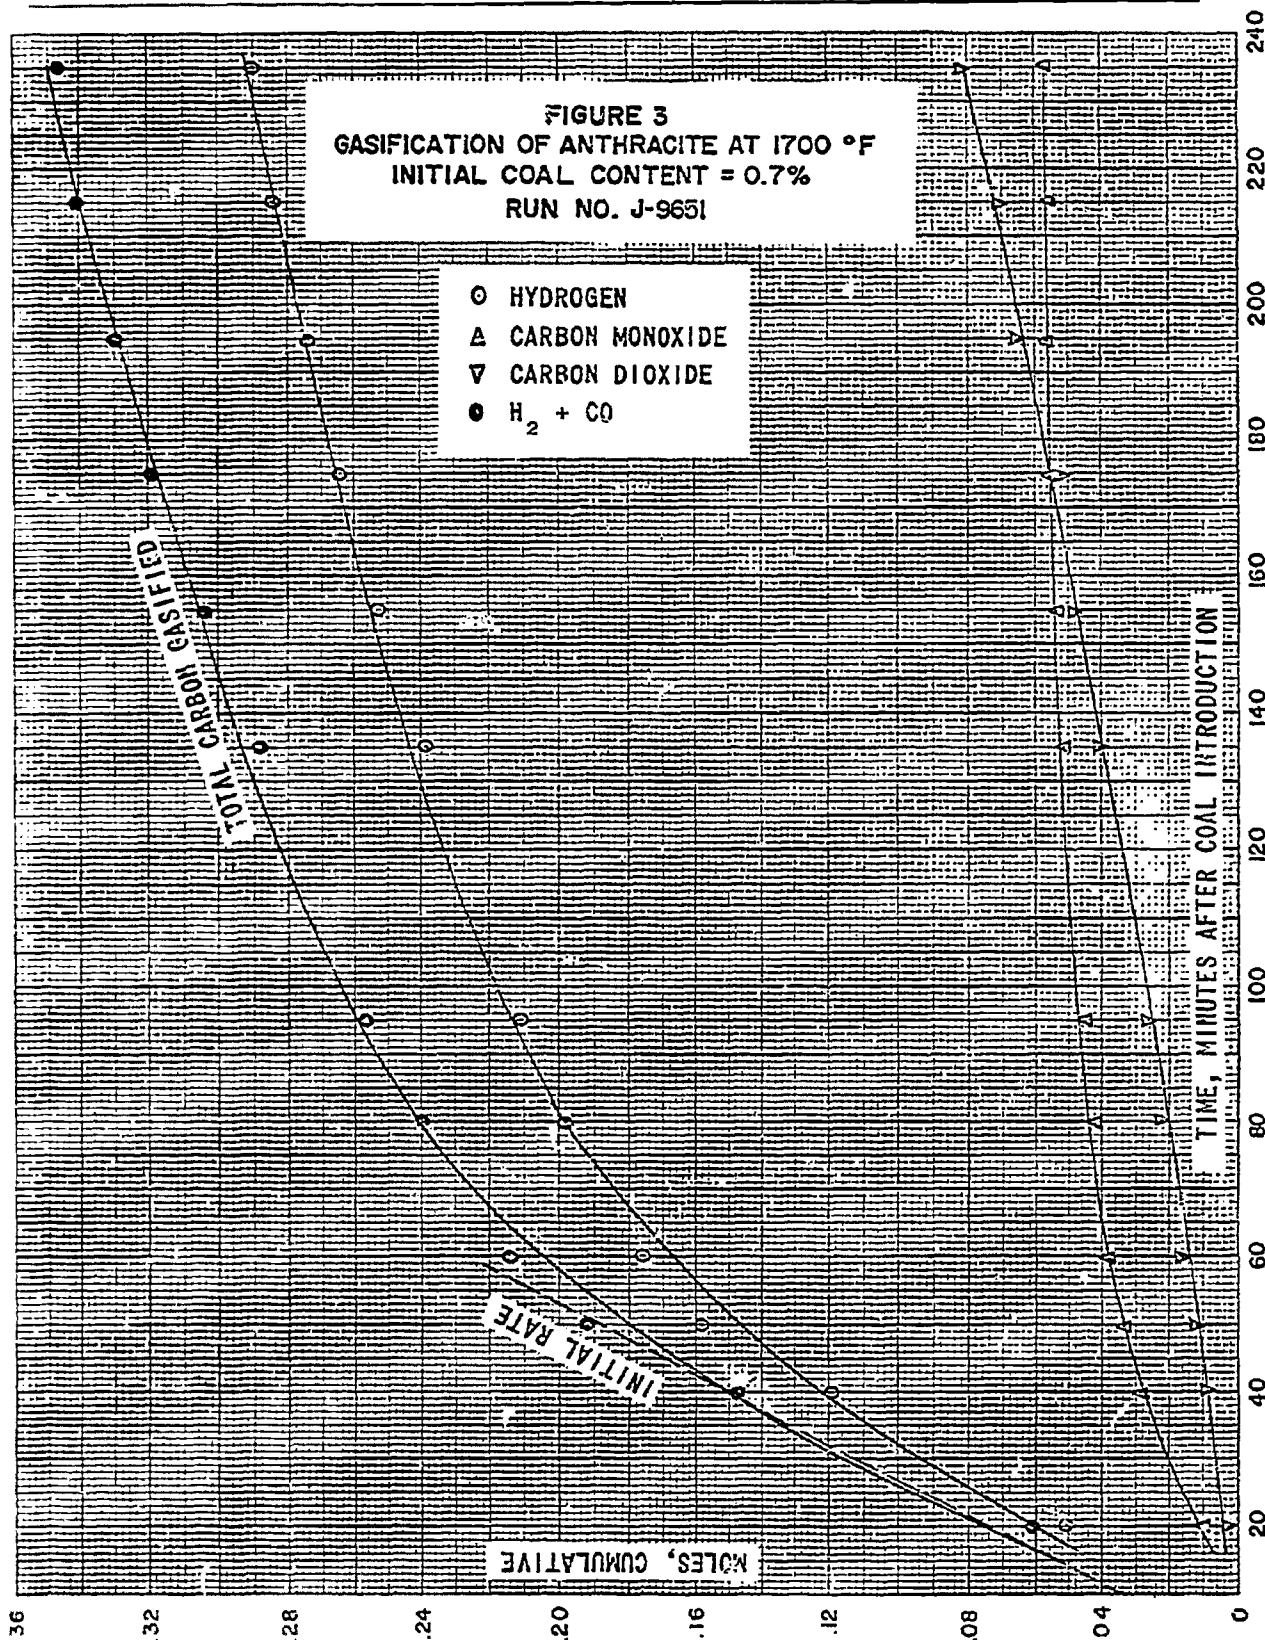 FIGURE 3
GASIFICATION OF ANTHRACITE AT 1700 °F
INITIAL COAL CONTENT = 0.7%
RUN NO. J-9651
HYDROGEN
CARBON MONOXIDE
CARBON DIOXIDE
H2 + CO
TOTAL CARBON GASIFIED
INITIAL RATE
MOLES, CUMULATIVE
TIME, MINUTES AFTER COAL INTRODUCTION
.36
.32
.28
.24
.20
.16
.12
.08
.04
0
20
40
60
80
100
120
140
160
180
200
220
240